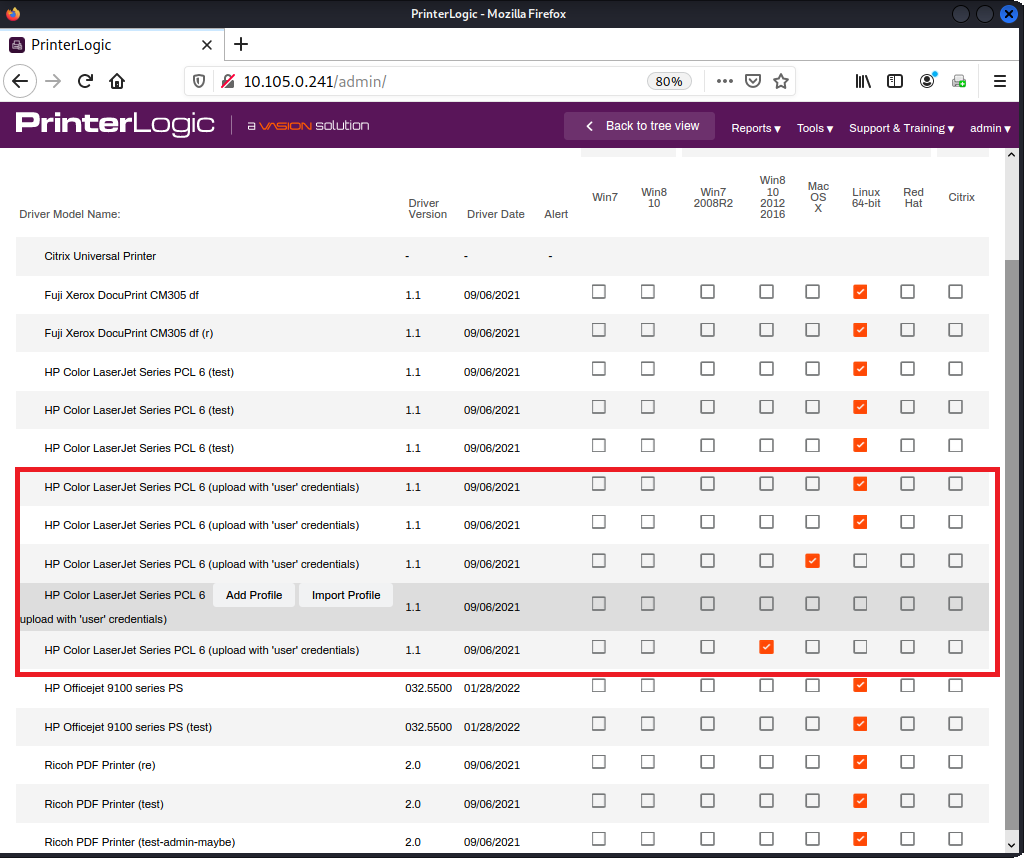 PrinterLogic - Mozilla Firefox
PrinterLogic
10.105.0.241/admin/
80%
PrinterLogic
a VASION solution
Back to tree view
Reports ▾
Tools ▾
Support & Training ▾
admin ▾
Driver Model Name:
Driver
Version
Driver Date
Alert
Win7
Win8
10
Win7
2008R2
Win8
10
2012
2016
Mac
OS
X
Linux
64-bit
Red
Hat
Citrix
Citrix Universal Printer - - -
Fuji Xerox DocuPrint CM305 df 1.1 09/06/2021
Fuji Xerox DocuPrint CM305 df (r) 1.1 09/06/2021
HP Color LaserJet Series PCL 6 (test) 1.1 09/06/2021
HP Color LaserJet Series PCL 6 (test) 1.1 09/06/2021
HP Color LaserJet Series PCL 6 (test) 1.1 09/06/2021
HP Color LaserJet Series PCL 6 (upload with 'user' credentials) 1.1 09/06/2021
HP Color LaserJet Series PCL 6 (upload with 'user' credentials) 1.1 09/06/2021
HP Color LaserJet Series PCL 6 (upload with 'user' credentials) 1.1 09/06/2021
HP Color LaserJet Series PCL 6 Add Profile Import Profile
upload with 'user' credentials) 1.1 09/06/2021
HP Color LaserJet Series PCL 6 (upload with 'user' credentials) 1.1 09/06/2021
HP Officejet 9100 series PS 032.5500 01/28/2022
HP Officejet 9100 series PS (test) 032.5500 01/28/2022
Ricoh PDF Printer (re) 2.0 09/06/2021
Ricoh PDF Printer (test) 2.0 09/06/2021
Ricoh PDF Printer (test-admin-maybe) 2.0 09/06/2021